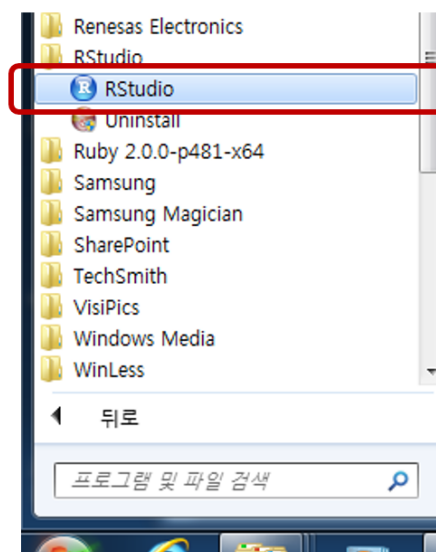 Renesas Electronics
RStudio
RStudio
Uninstall
Ruby 2.0.0-p481-x64
Samsung
Samsung Magician
SharePoint
TechSmith
VisiPics
Windows Media
WinLess
뒤로
프로그램 및 파일 검색